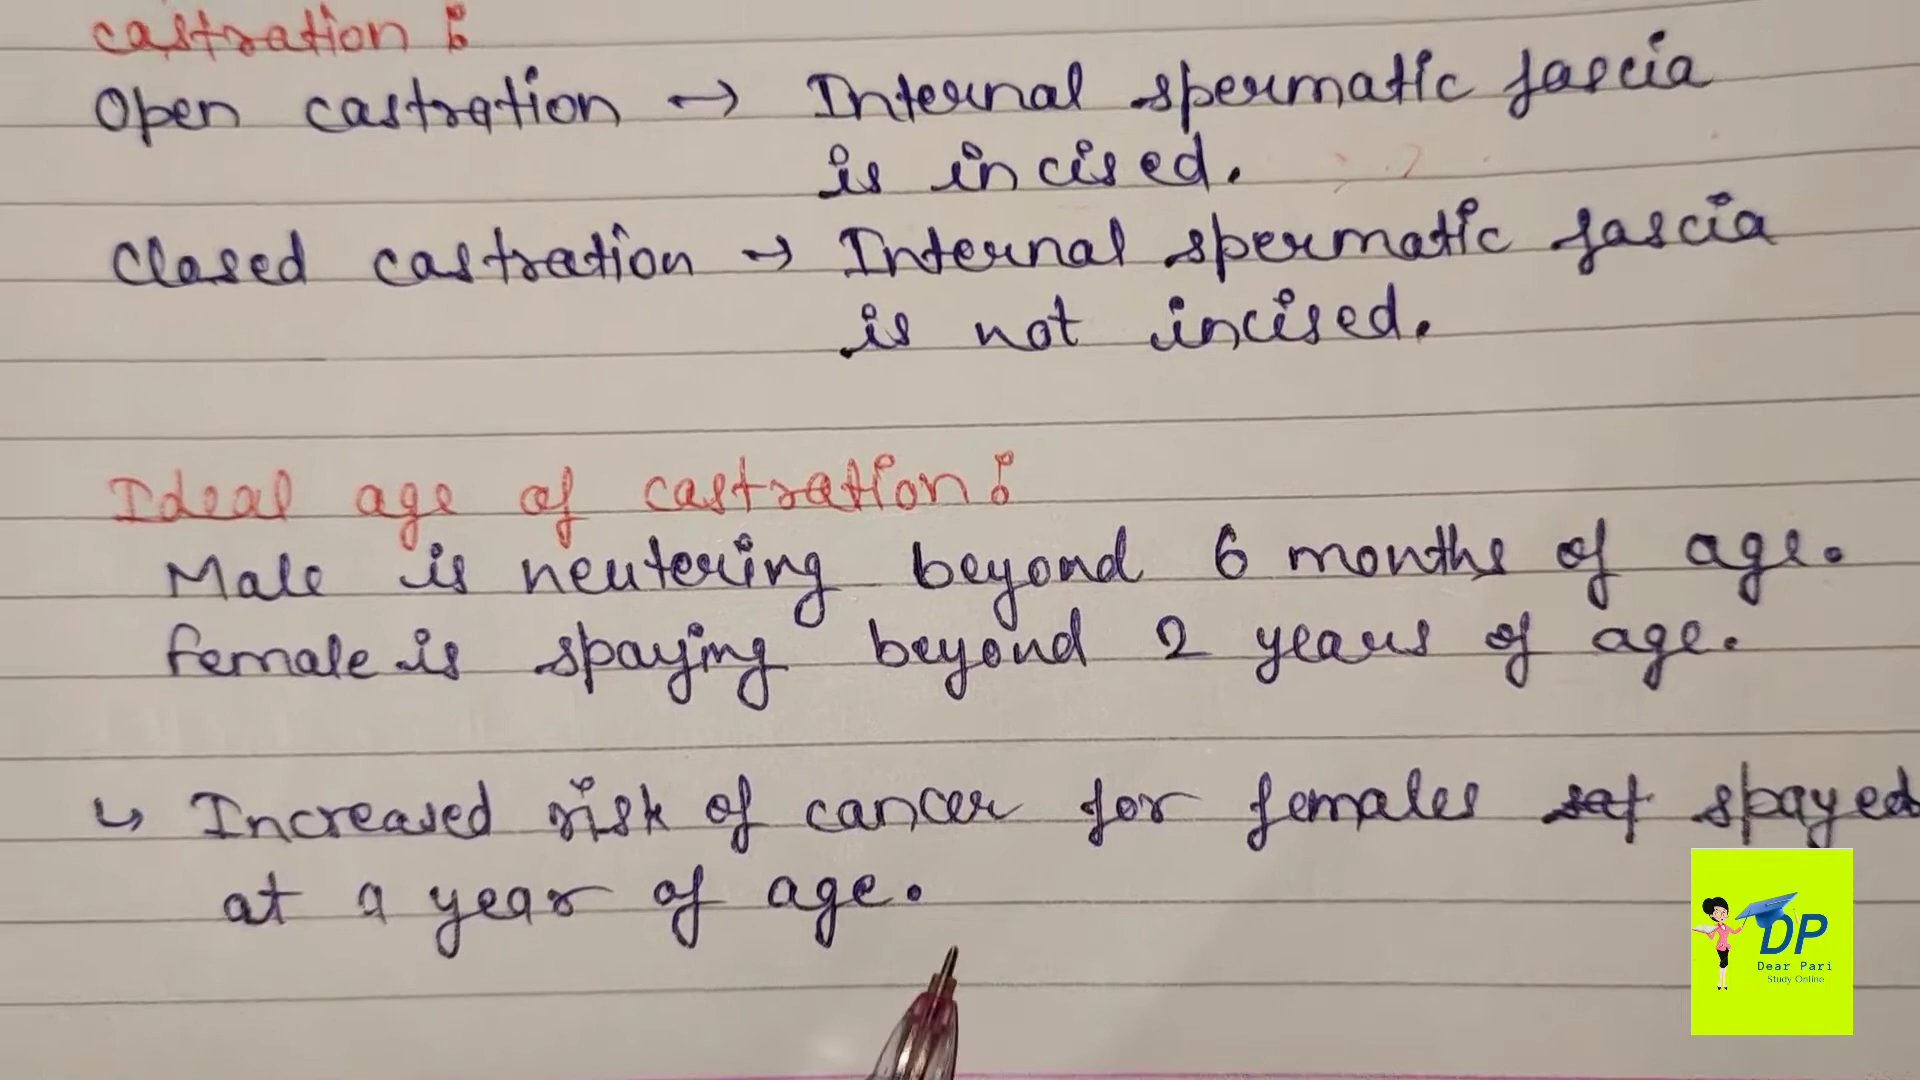 castration :
Open castration → Internal spermatic fascia
is incised.
Closed castration → Internal spermatic fascia
is not incised.
Ideal age of castration :
Male is neutering beyond 6 months of age.
female is spaying beyond 2 years of age.
↳ Increased risk of cancer for females spayed
at a year of age.
DP
Dear Pari
Study Online